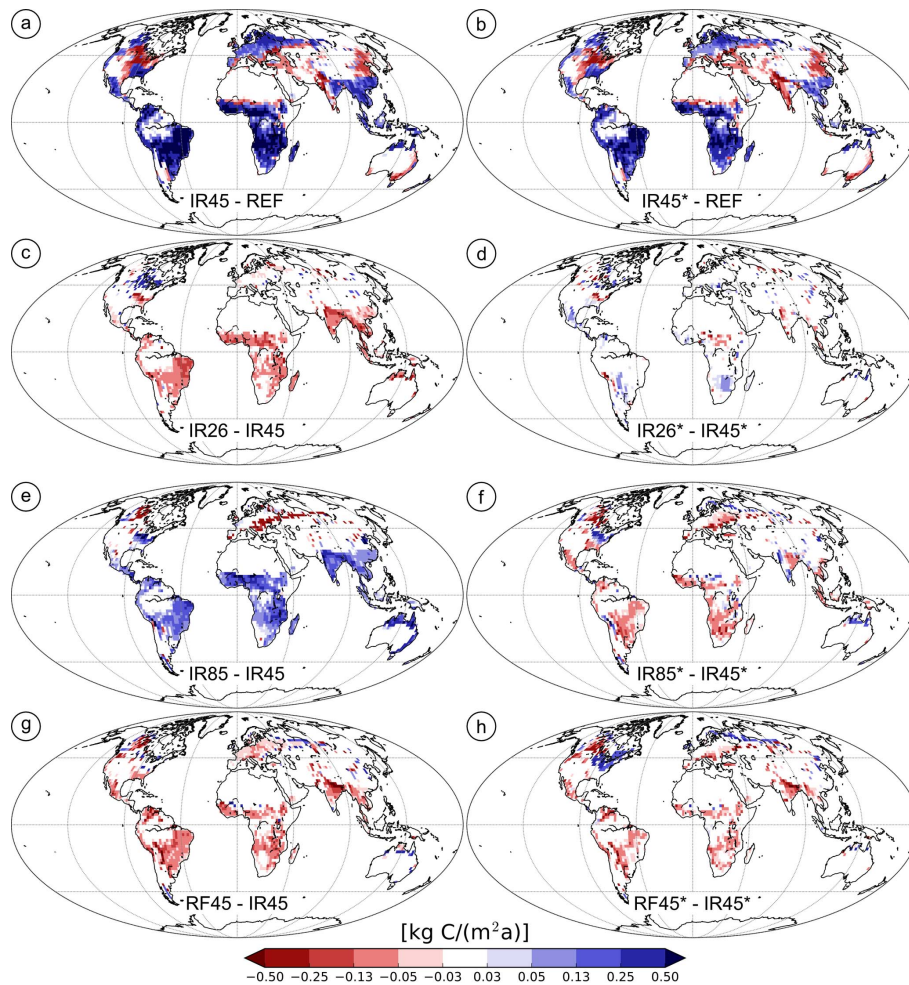 a
b
IR45 - REF
IR45* - REF
c
d
IR26 - IR45
IR26* - IR45*
e
f
IR85 - IR45
IR85* - IR45*
g
h
RF45 - IR45
RF45* - IR45*
[kg C/(m²a)]
−0.50 −0.25 −0.13 −0.05 −0.03 0.03 0.05 0.13 0.25 0.50